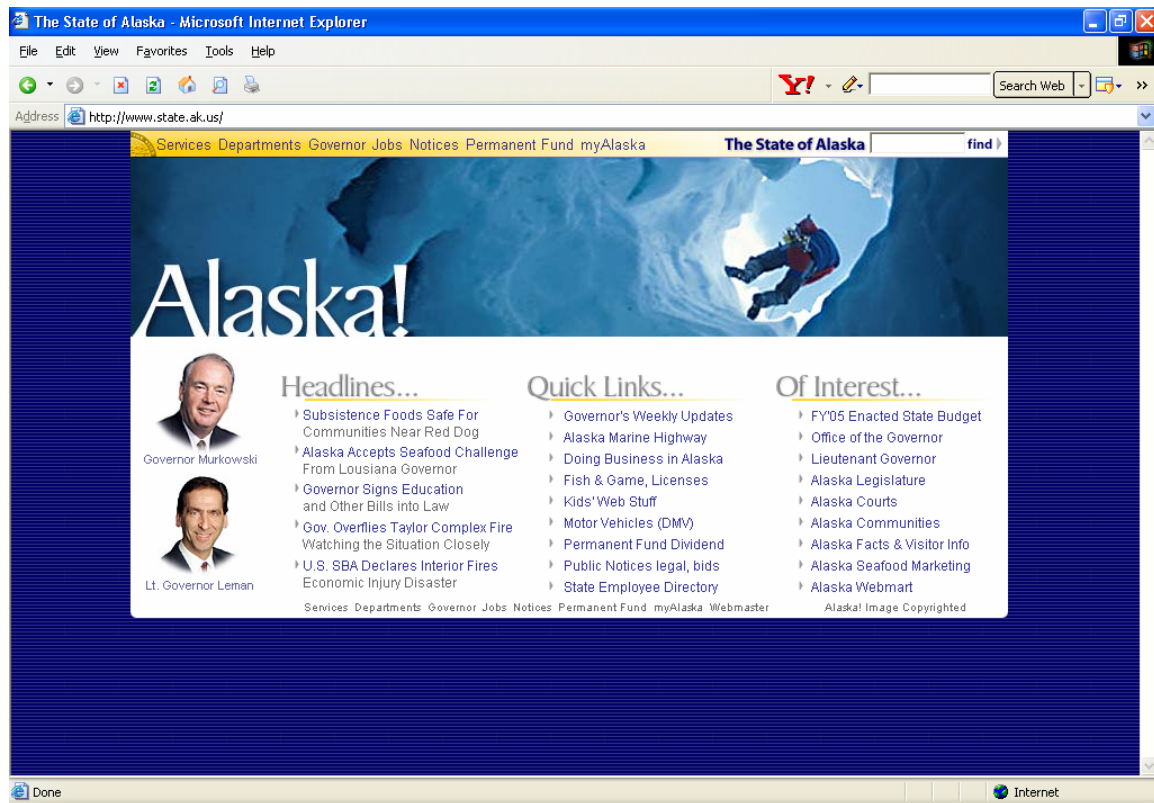 The State of Alaska - Microsoft Internet Explorer
File Edit View Favorites Tools Help
Y! Search Web
Address http://www.state.ak.us/
Services Departments Governor Jobs Notices Permanent Fund myAlaska The State of Alaska find
Alaska!
Governor Murkowski
Lt. Governor Leman
Headlines...
Subsistence Foods Safe For
Communities Near Red Dog
Alaska Accepts Seafood Challenge
From Lousiana Governor
Governor Signs Education
and Other Bills into Law
Gov. Overflies Taylor Complex Fire
Watching the Situation Closely
U.S. SBA Declares Interior Fires
Economic Injury Disaster
Quick Links...
Governor's Weekly Updates
Alaska Marine Highway
Doing Business in Alaska
Fish & Game, Licenses
Kids' Web Stuff
Motor Vehicles (DMV)
Permanent Fund Dividend
Public Notices legal, bids
State Employee Directory
Of Interest...
FY'05 Enacted State Budget
Office of the Governor
Lieutenant Governor
Alaska Legislature
Alaska Courts
Alaska Communities
Alaska Facts & Visitor Info
Alaska Seafood Marketing
Alaska Webmart
Services Departments Governor Jobs Notices Permanent Fund myAlaska Webmaster
Alaska! Image Copyrighted
Done
Internet